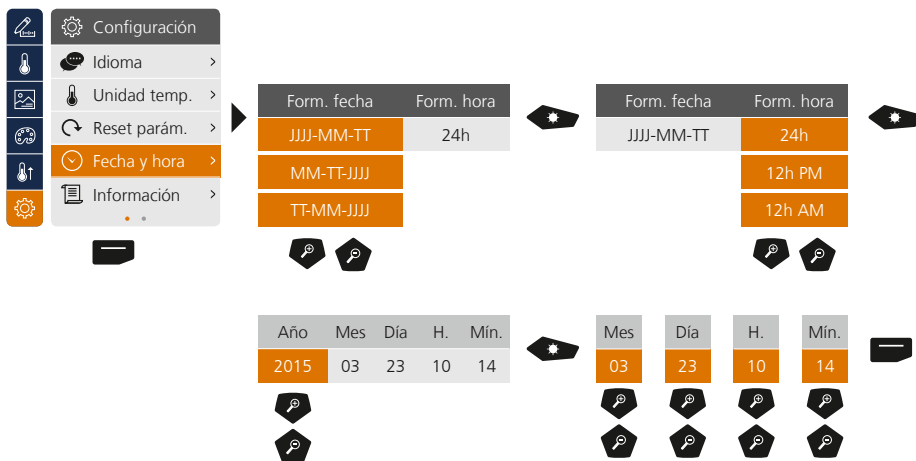 Configuración
Idioma
Unidad temp.
Reset parám.
Fecha y hora
Información
Form. fecha Form. hora
JJJJ-MM-TT 24h
MM-TT-JJJJ
TT-MM-JJJJ
Form. fecha Form. hora
JJJJ-MM-TT 24h
12h PM
12h AM
Año Mes Día H. Mín.
2015 03 23 10 14
Mes Día H. Mín.
03 23 10 14